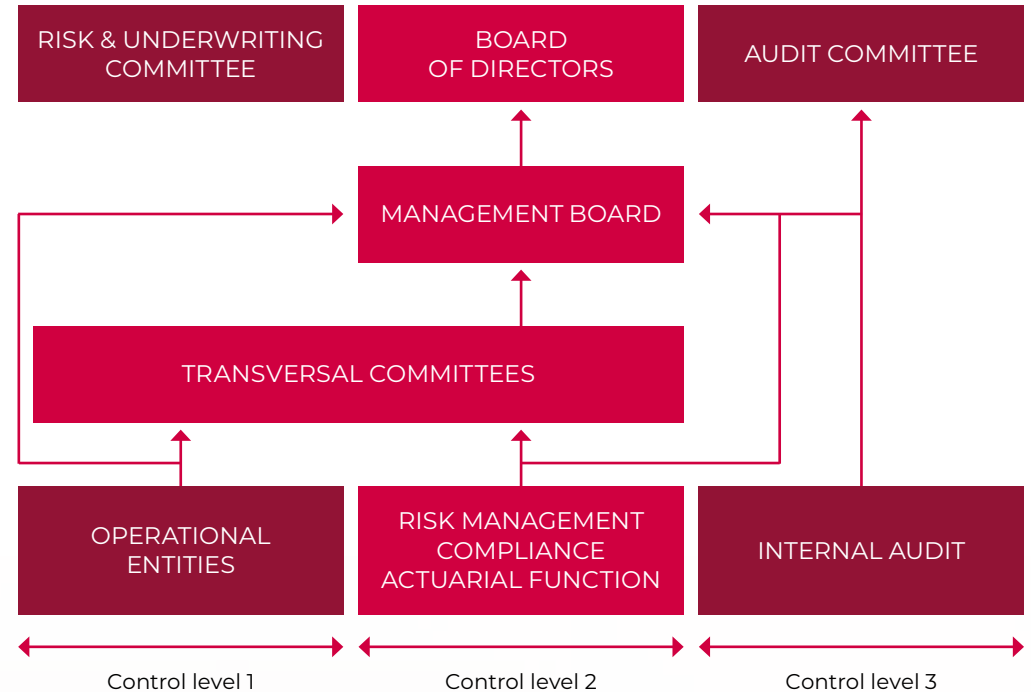 RISK & UNDERWRITING
COMMITTEE
BOARD
OF DIRECTORS
AUDIT COMMITTEE
MANAGEMENT BOARD
TRANSVERSAL COMMITTEES
OPERATIONAL
ENTITIES
RISK MANAGEMENT
COMPLIANCE
ACTUARIAL FUNCTION
INTERNAL AUDIT
Control level 1
Control level 2
Control level 3